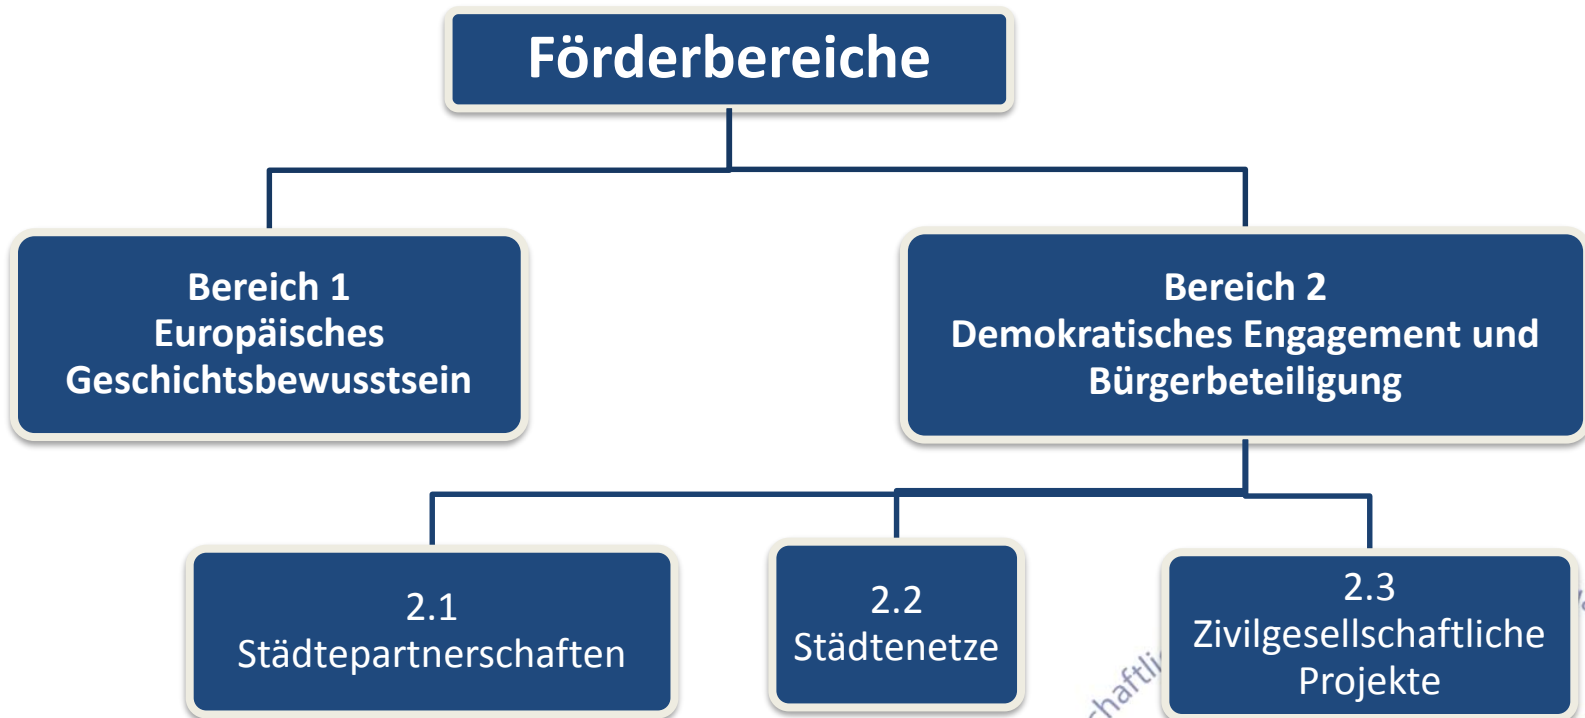 Förderbereiche
Bereich 1
Europäisches
Geschichtsbewusstsein
Bereich 2
Demokratisches Engagement und
Bürgerbeteiligung
2.1
Städtepartnerschaften
2.2
Städtenetze
2.3
Zivilgesellschaftliche
Projekte